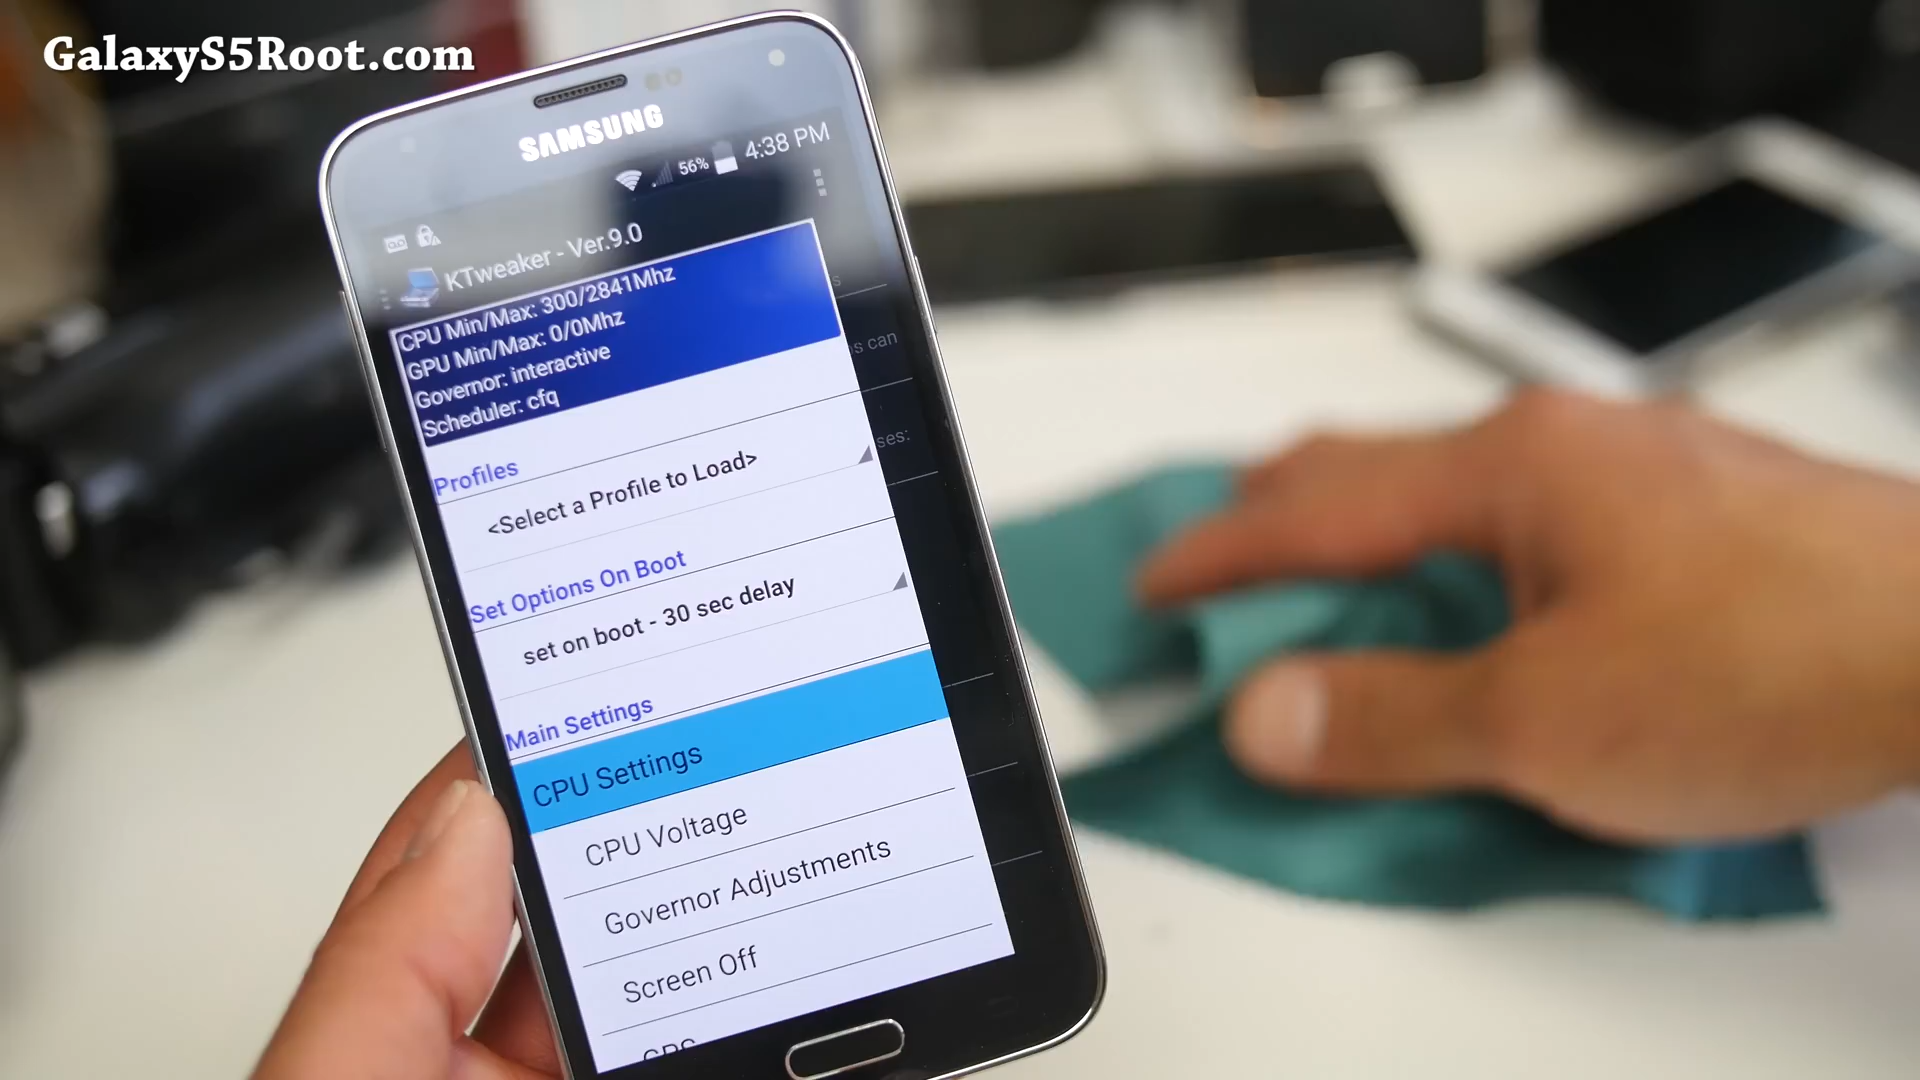 GalaxyS5Root.com
SAMSUNG
56% 4:38 PM
KTweaker - Ver.9.0
CPU Min/Max: 300/2841Mhz
GPU Min/Max: 0/0Mhz
Governor: interactive
Scheduler: cfq
s can
Profiles
ses:
<Select a Profile to Load>
Set Options On Boot
set on boot - 30 sec delay
Main Settings
CPU Settings
CPU Voltage
Governor Adjustments
Screen Off